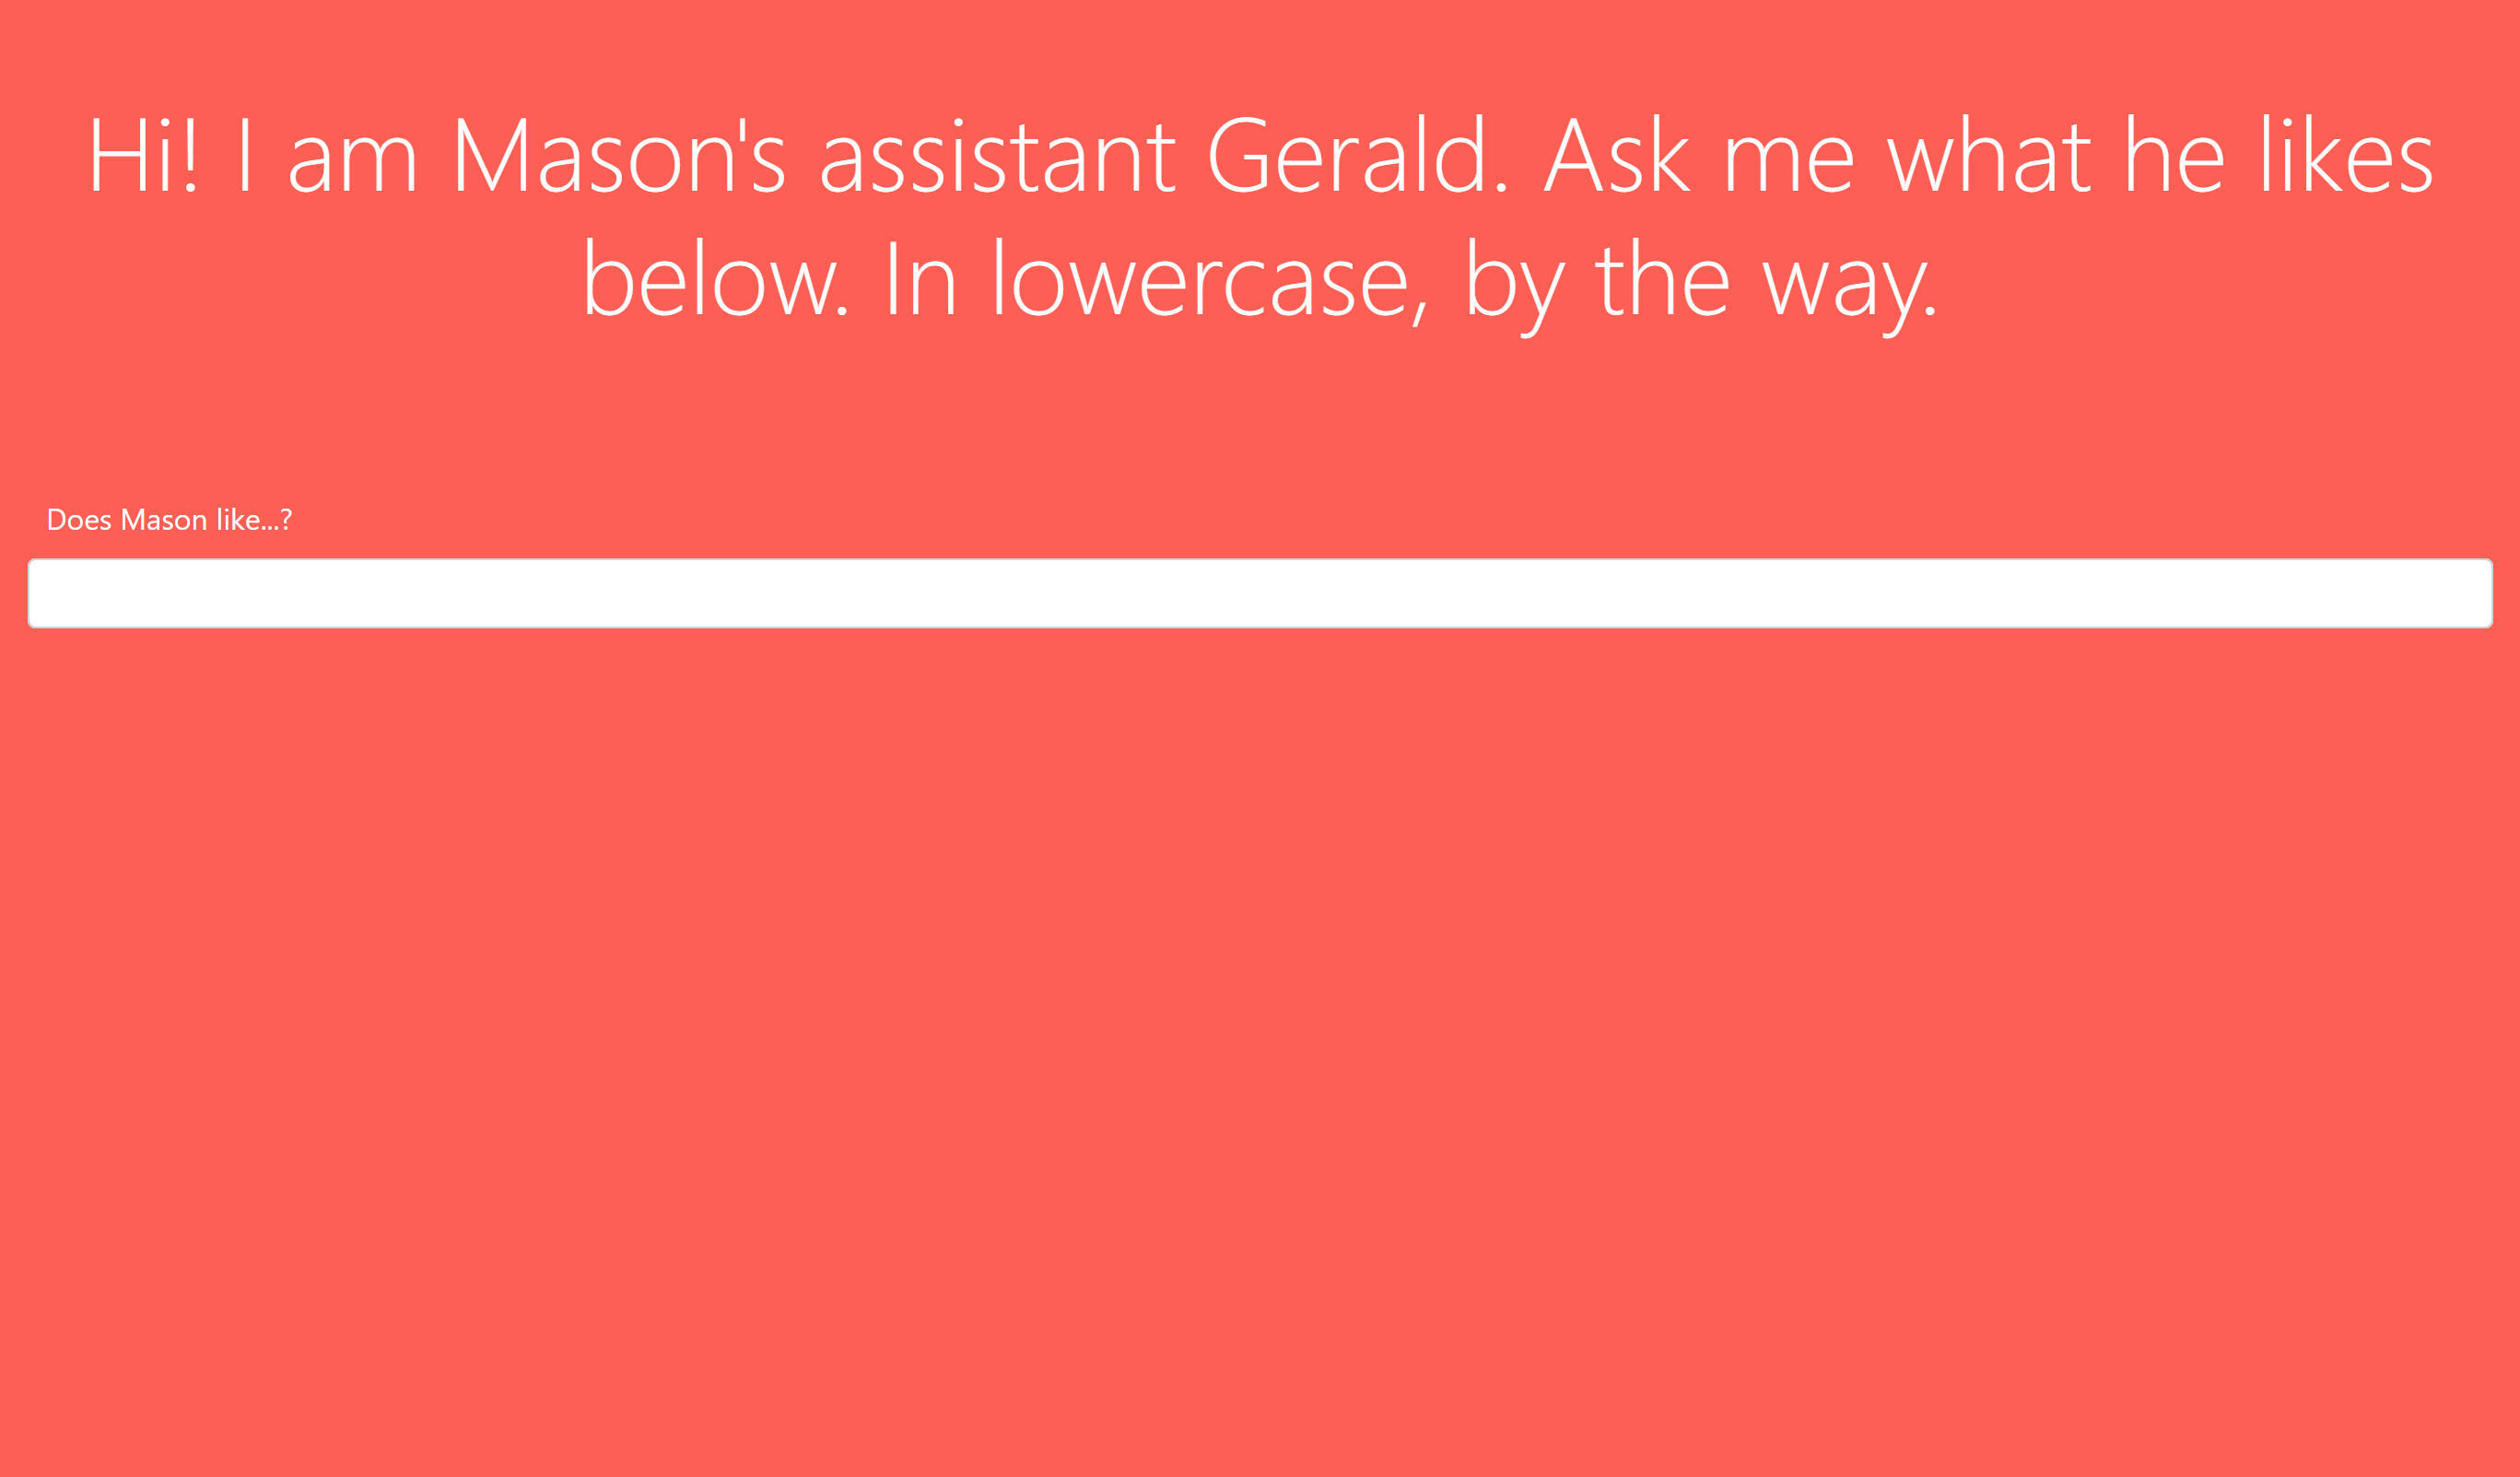 Hi! I am Mason's assistant Gerald. Ask me what he likes
below. In lowercase, by the way.
Does Mason like...?